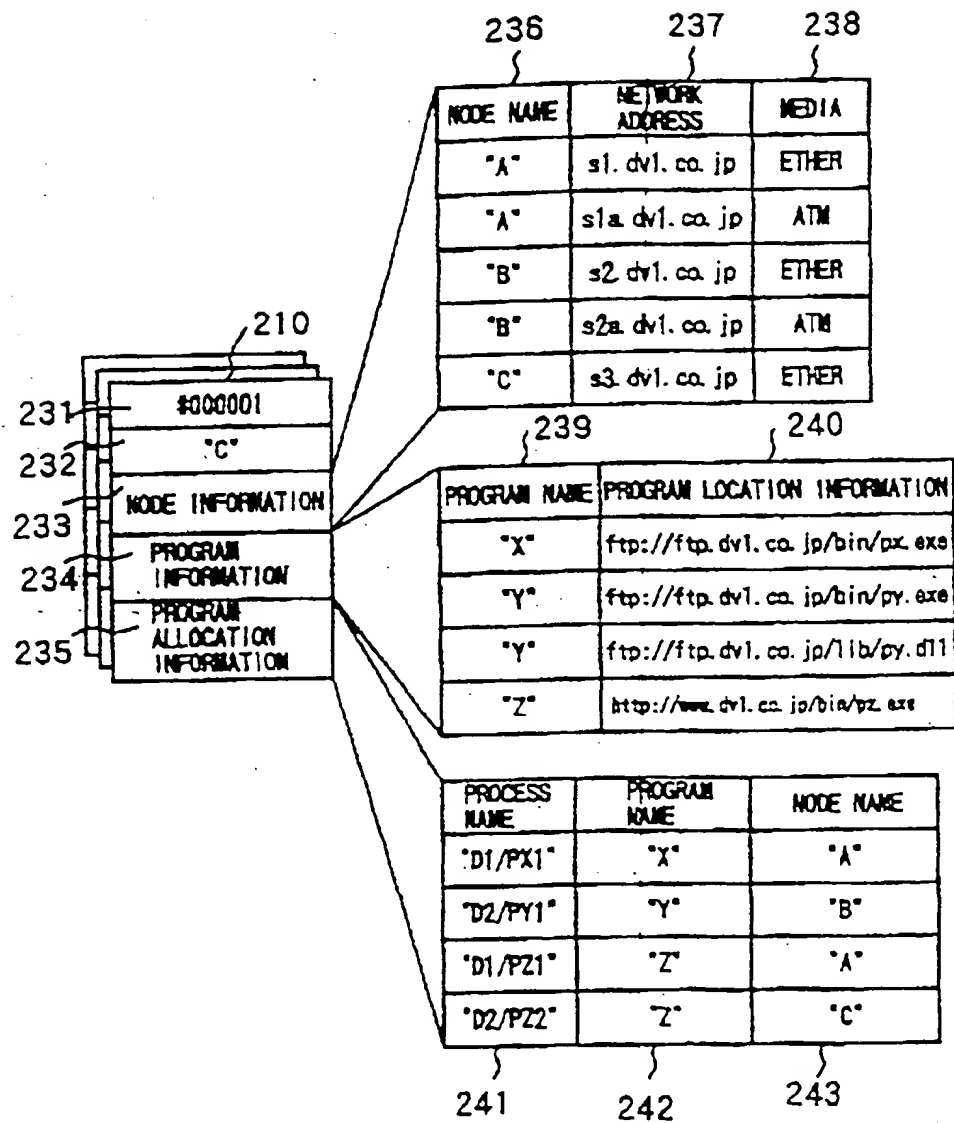 236 237 238
NODE NAME NETWORK ADDRESS MEDIA
"A" s1.dv1.co.jp ETHER
"A" s1a.dv1.co.jp ATM
"B" s2.dv1.co.jp ETHER
"B" s2a.dv1.co.jp ATM
"C" s3.dv1.co.jp ETHER
210
231 #000001
232 "C"
233 NODE INFORMATION
234 PROGRAM
INFORMATION
235 PROGRAM
ALLOCATION
INFORMATION
239 240
PROGRAM NAME PROGRAM LOCATION INFORMATION
"X" ftp://ftp.dv1.co.jp/bin/px.exe
"Y" ftp://ftp.dv1.co.jp/bin/py.exe
"Y" ftp://ftp.dv1.co.jp/lib/py.dll
"Z" http://www.dv1.co.jp/bin/pz.exe
PROCESS NAME PROGRAM NAME NODE NAME
"D1/PX1" "X" "A"
"D2/PY1" "Y" "B"
"D1/PZ1" "Z" "A"
"D2/PZ2" "Z" "C"
241 242 243